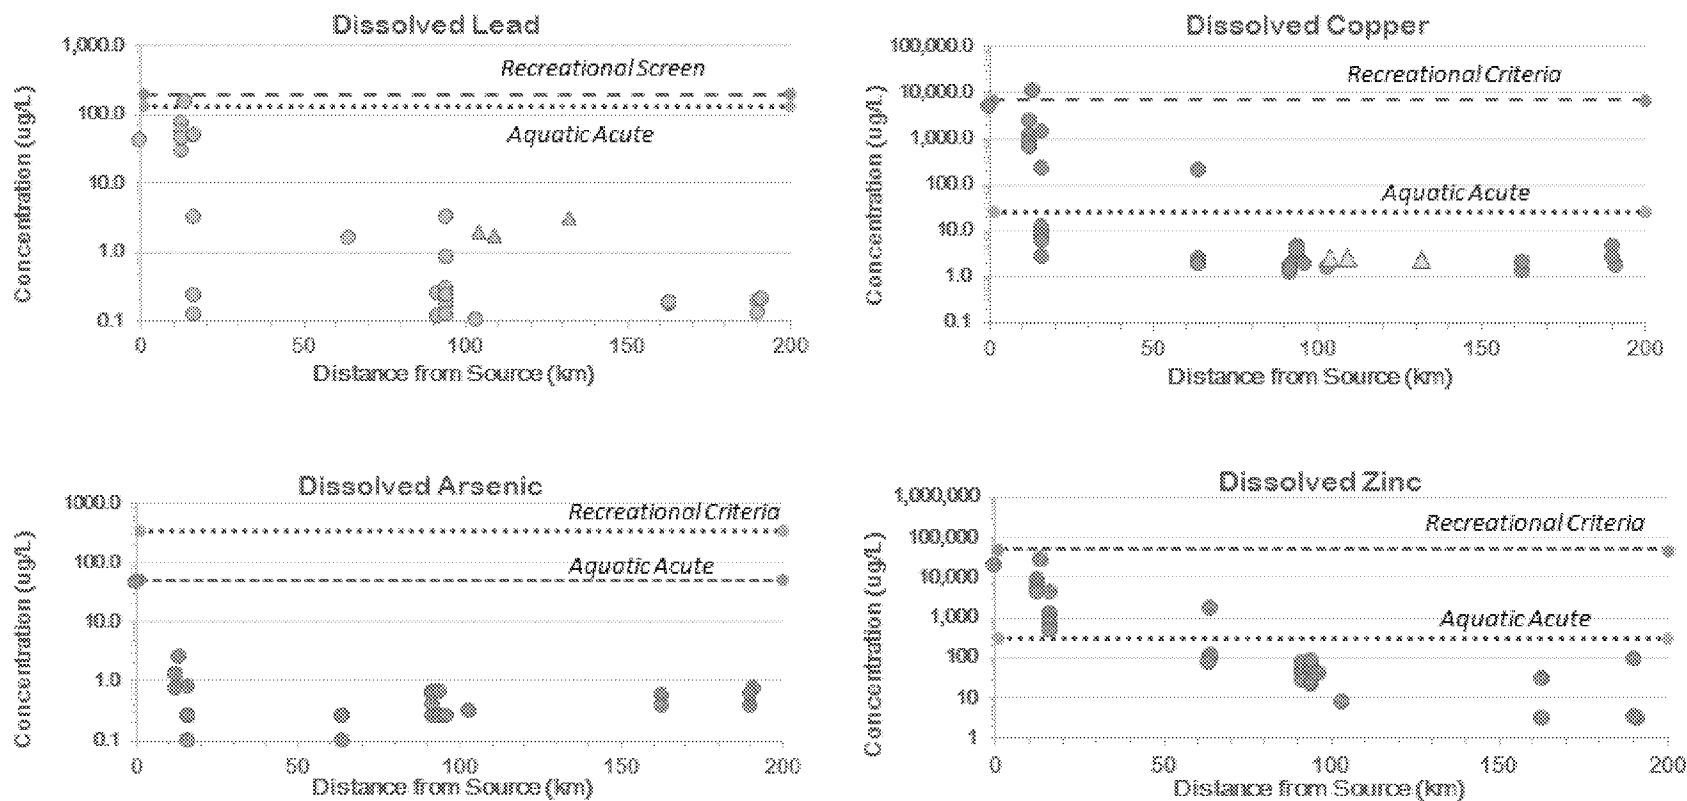 Dissolved Lead
1,000.0
Recreational Screen
100.0
Aquatic Acute
10.0
1.0
0.1
0 50 100 150 200
Concentration (ug/L)
Distance from Source (km)
Dissolved Copper
100,000.0
Recreational Criteria
10,000.0
1,000.0
100.0
Aquatic Acute
10.0
1.0
0.1
0 50 100 150 200
Concentration (ug/L)
Distance from Source (km)
Dissolved Arsenic
1000.0
Recreational Criteria
100.0
Aquatic Acute
10.0
1.0
0.1
0 50 100 150 200
Concentration (ug/L)
Distance from Source (km)
Dissolved Zinc
1,000,000
Recreational Criteria
100,000
10,000
1,000
Aquatic Acute
100
10
1
0 50 100 150 200
Concentration (ug/L)
Distance from Source (km)